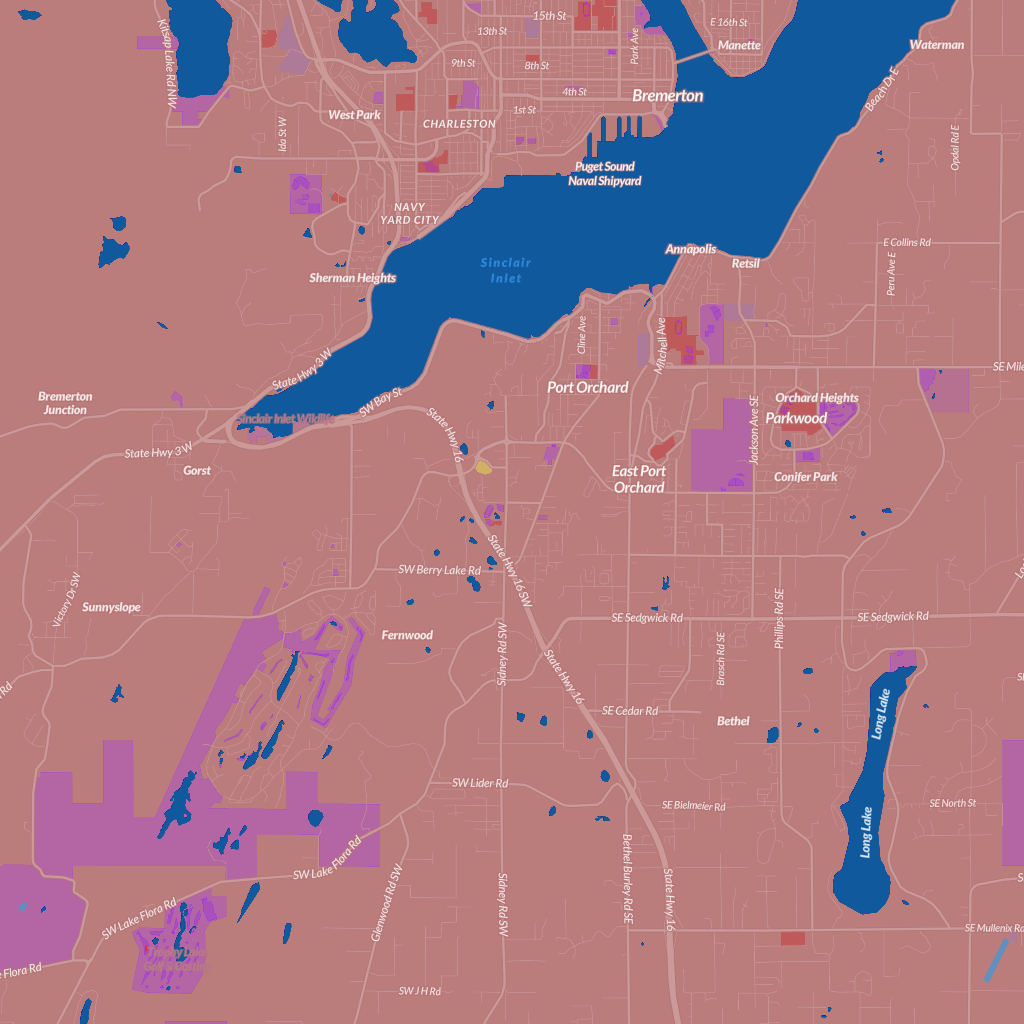 15th St
E 16th St
13th St
Park Ave
Manette
Waterman
Kitsap Lake Rd NW
9th St
8th St
Beach Dr E
4th St
Bremerton
1st St
West Park
CHARLESTON
Ida St W
Opdal Rd E
Puget Sound
Naval Shipyard
NAVY
YARD CITY
E Collins Rd
Annapolis
Retsil
Sinclair
Inlet
Sherman Heights
Peru Ave E
Cline Ave
Mitchell Ave
State Hwy 3 W
SE Mile
Port Orchard
Bremerton
Junction
SW Bay St
Orchard Heights
Sinclair Inlet Wildlife
State Hwy 16
Parkwood
Jackson Ave SE
State Hwy 3 W
Gorst
East Port
Orchard
Conifer Park
State Hwy 16 SW
SW Berry Lake Rd
Victory Dr SW
Sunnyslope
SE Sedgwick Rd
SE Sedgwick Rd
Phillips Rd SE
Fernwood
Sidney Rd SW
Brasch Rd SE
State Hwy 16
Rd
SE Cedar Rd
Bethel
Long Lake
SW Lider Rd
SE Bielmeier Rd
SE North St
Long Lake
SW Lake Flora Rd
Bethel Burley Rd SE
Glenwood Rd SW
Sidney Rd SW
State Hwy 16
SW Lake Flora Rd
SE Mullenix Rd
Flora Rd
SW J H Rd